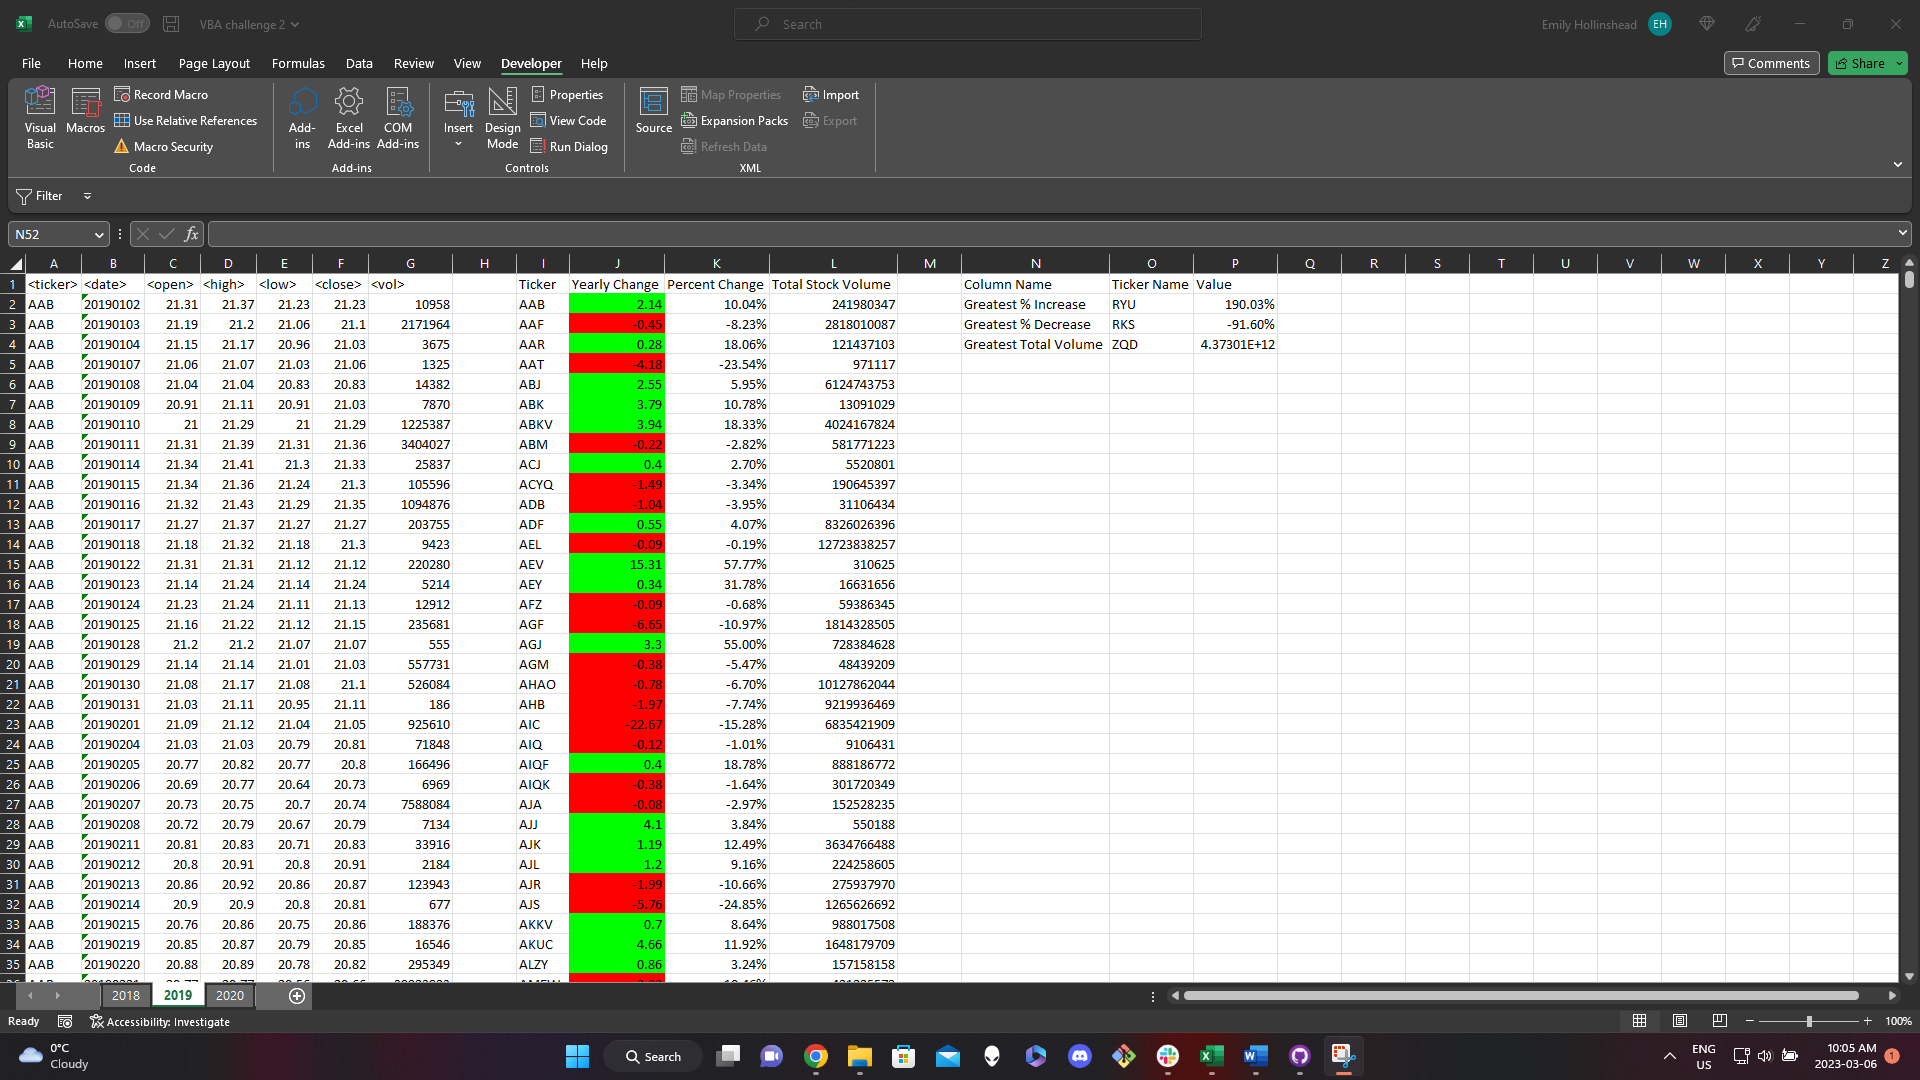 AutoSave Off VBA challenge 2 Search Emily Hollinshead EH
File Home Insert Page Layout Formulas Data Review View Developer Help Comments Share
Visual Basic Macros Record Macro Use Relative References Macro Security Code
Add-ins Excel Add-ins COM Add-ins Add-ins
Insert Design Mode Properties View Code Run Dialog Controls
Source Map Properties Expansion Packs Refresh Data Import Export XML
Filter
N52 fx
A B C D E F G H I J K L M N O P Q R S T U V W X Y Z
1 <ticker> <date> <open> <high> <low> <close> <vol> Ticker Yearly Change Percent Change Total Stock Volume Column Name Ticker Name Value
2 AAB 20190102 21.31 21.37 21.23 21.23 10958 AAB 2.14 10.04% 241980347 Greatest % Increase RYU 190.03%
3 AAB 20190103 21.19 21.2 21.06 21.1 2171964 AAF -0.45 -8.23% 2818010087 Greatest % Decrease RKS -91.60%
4 AAB 20190104 21.15 21.17 20.96 21.03 3675 AAR 0.28 18.06% 121437103 Greatest Total Volume ZQD 4.37301E+12
5 AAB 20190107 21.06 21.07 21.03 21.06 1325 AAT -4.18 -23.54% 971117
6 AAB 20190108 21.04 21.04 20.83 20.83 14382 ABJ 2.55 5.95% 6124743753
7 AAB 20190109 20.91 21.11 20.91 21.03 7870 ABK 3.79 10.78% 13091029
8 AAB 20190110 21 21.29 21 21.29 1225387 ABKV 3.94 18.33% 4024167824
9 AAB 20190111 21.31 21.39 21.31 21.36 3404027 ABM -0.22 -2.82% 581771223
10 AAB 20190114 21.34 21.41 21.3 21.33 25837 ACJ 0.4 2.70% 5520801
11 AAB 20190115 21.34 21.36 21.24 21.3 105596 ACYQ -1.49 -3.34% 190645397
12 AAB 20190116 21.32 21.43 21.29 21.35 1094876 ADB -1.04 -3.95% 31106434
13 AAB 20190117 21.27 21.37 21.27 21.27 203755 ADF 0.55 4.07% 8326026396
14 AAB 20190118 21.18 21.32 21.18 21.3 9423 AEL -0.09 -0.19% 12723838257
15 AAB 20190122 21.31 21.31 21.12 21.12 220280 AEV 15.31 57.77% 310625
16 AAB 20190123 21.14 21.24 21.14 21.24 5214 AEY 0.34 31.78% 16631656
17 AAB 20190124 21.23 21.24 21.11 21.13 12912 AFZ -0.09 -0.68% 59386345
18 AAB 20190125 21.16 21.22 21.12 21.15 235681 AGF -6.65 -10.97% 1814328505
19 AAB 20190128 21.2 21.2 21.07 21.07 555 AGJ 3.3 55.00% 728384628
20 AAB 20190129 21.14 21.14 21.01 21.03 557731 AGM -0.38 -5.47% 48439209
21 AAB 20190130 21.08 21.17 21.08 21.1 526084 AHAO -0.78 -6.70% 10127862044
22 AAB 20190131 21.03 21.11 20.95 21.11 186 AHB -1.97 -7.74% 9219936469
23 AAB 20190201 21.09 21.12 21.04 21.05 925610 AIC -22.67 -15.28% 6835421909
24 AAB 20190204 21.03 21.03 20.79 20.81 71848 AIQ -0.12 -1.01% 9106431
25 AAB 20190205 20.77 20.82 20.77 20.8 166496 AIQF 0.4 18.78% 888186772
26 AAB 20190206 20.69 20.77 20.64 20.73 6969 AIQK -0.38 -1.64% 301720349
27 AAB 20190207 20.73 20.75 20.7 20.74 7588084 AJA -0.08 -2.97% 152528235
28 AAB 20190208 20.72 20.79 20.67 20.79 7134 AJJ 4.1 3.84% 550188
29 AAB 20190211 20.81 20.83 20.71 20.83 33916 AJK 1.19 12.49% 3634766488
30 AAB 20190212 20.8 20.91 20.8 20.91 2184 AJL 1.2 9.16% 224258605
31 AAB 20190213 20.86 20.92 20.86 20.87 123943 AJR -1.99 -10.66% 275937970
32 AAB 20190214 20.9 20.9 20.8 20.81 677 AJS -5.76 -24.85% 1265626692
33 AAB 20190215 20.76 20.86 20.75 20.86 188376 AKKV 0.7 8.64% 988017508
34 AAB 20190219 20.85 20.87 20.79 20.85 16546 AKUC 4.66 11.92% 1648179709
35 AAB 20190220 20.88 20.89 20.78 20.82 295349 ALZY 0.86 3.24% 157158158
2018 2019 2020
Ready Accessibility: Investigate 100%
0°C
Cloudy
Search
ENG
US
10:05 AM
2023-03-06
1